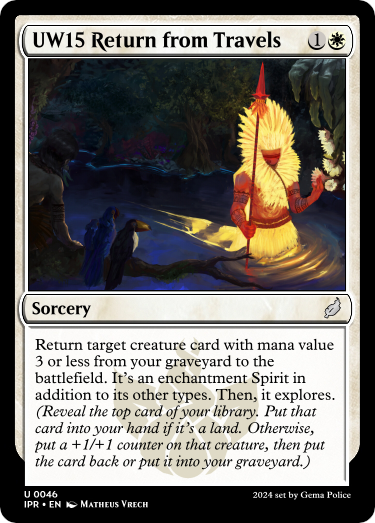 UW15 Return from Travels 1
Sorcery
Return target creature card with mana value
3 or less from your graveyard to the
battlefield. It's an enchantment Spirit in
addition to its other types. Then, it explores.
(Reveal the top card of your library. Put that
card into your hand if it's a land. Otherwise,
put a +1/+1 counter on that creature, then put
the card back or put it into your graveyard.)
U 0046
IPR • EN Matheus Vrech
2024 set by Gema Police